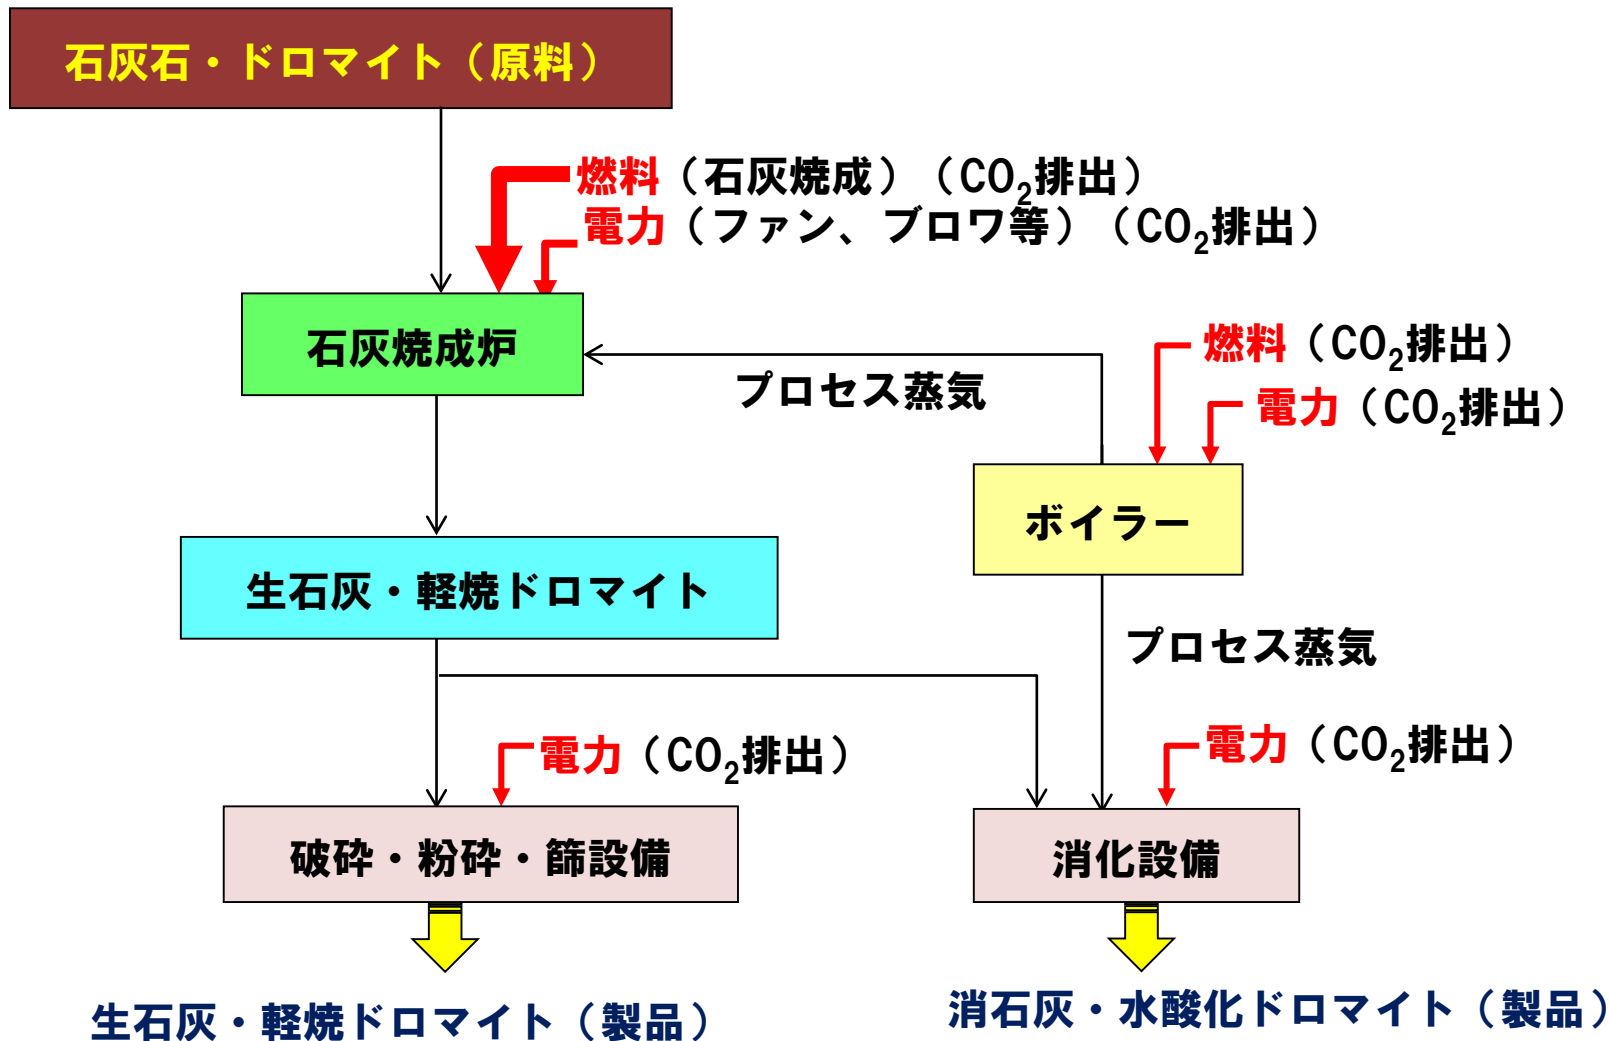 石灰石・ドロマイト（原料）
燃料（石灰焼成）（CO₂排出）
電力（ファン、ブロワ等）（CO₂排出）
石灰焼成炉
燃料（CO₂排出）
プロセス蒸気
電力（CO₂排出）
ボイラー
生石灰・軽焼ドロマイト
プロセス蒸気
電力（CO₂排出）
電力（CO₂排出）
破砕・粉砕・篩設備
消化設備
生石灰・軽焼ドロマイト（製品）
消石灰・水酸化ドロマイト（製品）